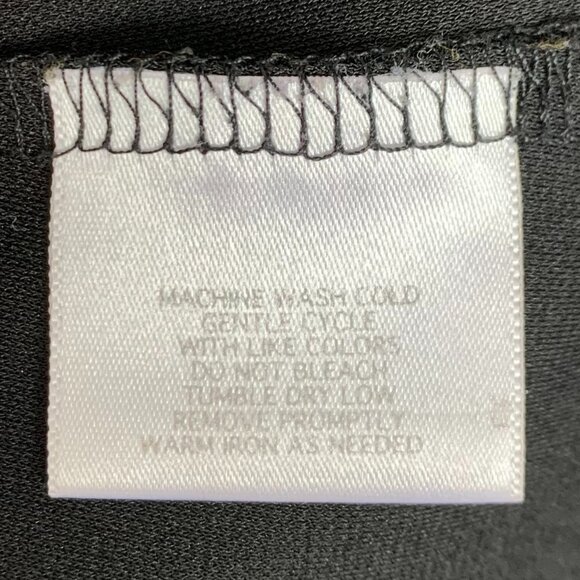 MACHINE WASH COLD
GENTLE CYCLE
WITH LIKE COLORS
DO NOT BLEACH
TUMBLE DRY LOW
REMOVE PROMPTLY
WARM IRON AS NEEDED